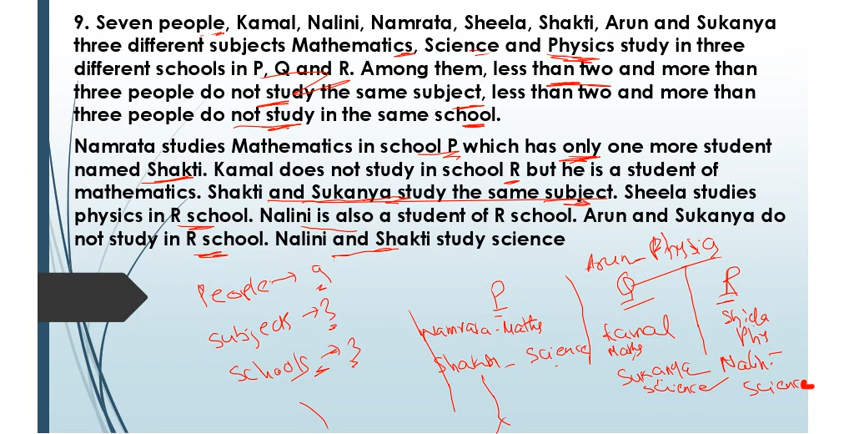 9. Seven people, Kamal, Nalini, Namrata, Sheela, Shakti, Arun and Sukanya
three different subjects Mathematics, Science and Physics study in three
different schools in P, Q and R. Among them, less than two and more than
three people do not study the same subject, less than two and more than
three people do not study in the same school.
Namrata studies Mathematics in school P which has only one more student
named Shakti. Kamal does not study in school R but he is a student of
mathematics. Shakti and Sukanya study the same subject. Sheela studies
physics in R school. Nalini is also a student of R school. Arun and Sukanya do
not study in R school. Nalini and Shakti study science
Arun - Physis
People →
subjects → 3
schools → 3
P
Namrata - Maths
Science
Q
Kamal
Maths
Sukanya
Science
R
Phy
Science